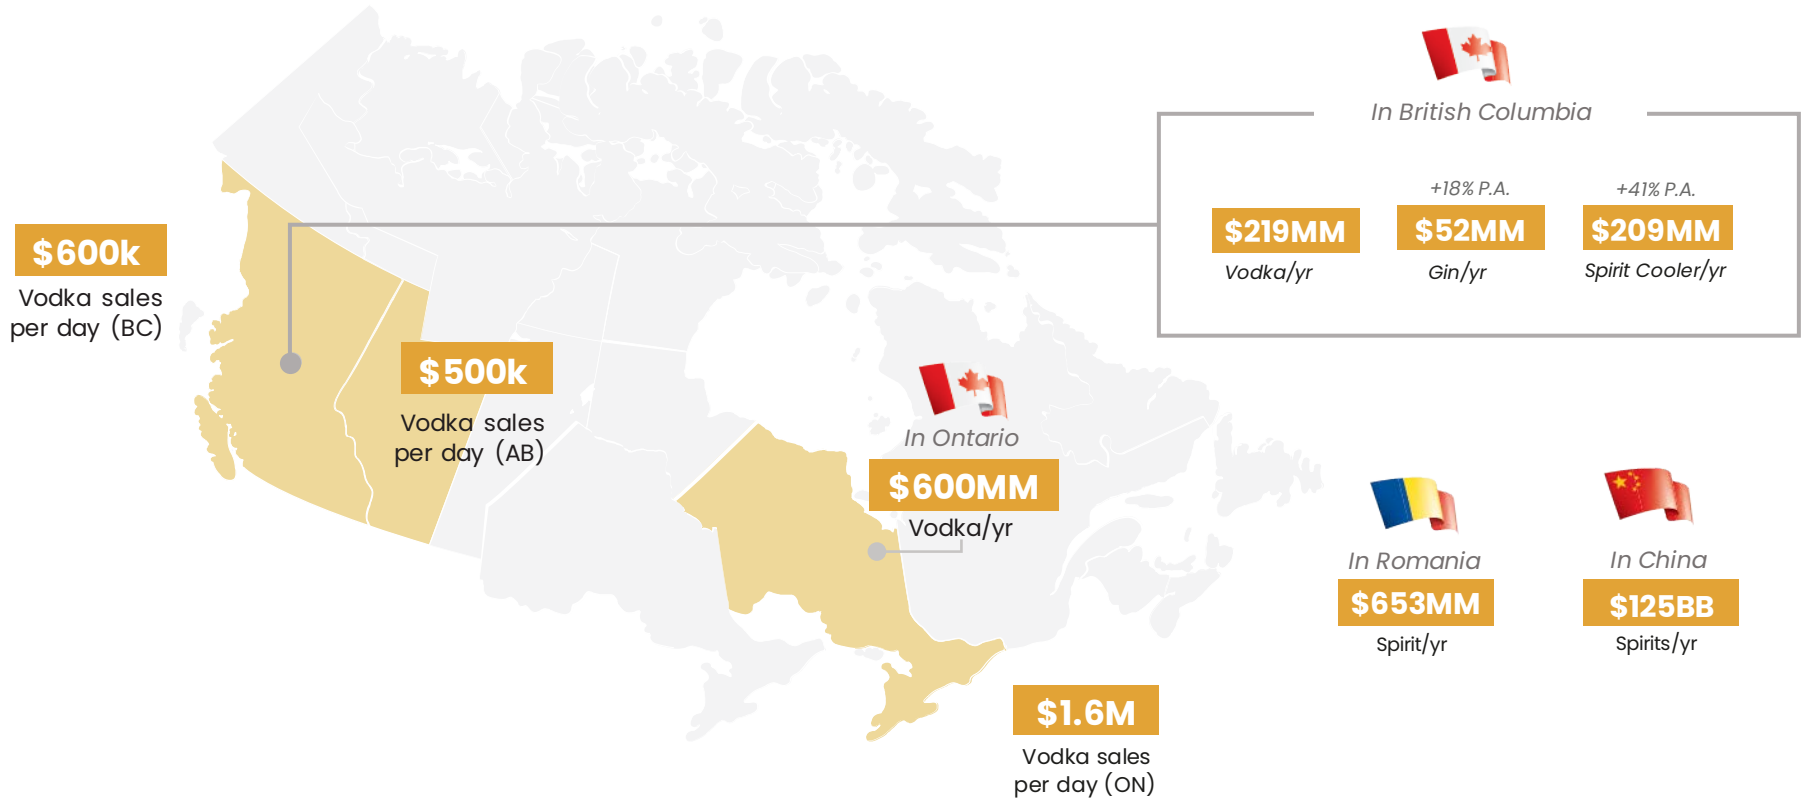 In British Columbia
+18% P.A.
+41% P.A.
$219MM
$52MM
$209MM
Vodka/yr
Gin/yr
Spirit Cooler/yr
$600k
Vodka sales
per day (BC)
$500k
Vodka sales
per day (AB)
In Ontario
$600MM
Vodka/yr
In Romania
$653MM
Spirit/yr
In China
$125BB
Spirits/yr
$1.6M
Vodka sales
per day (ON)